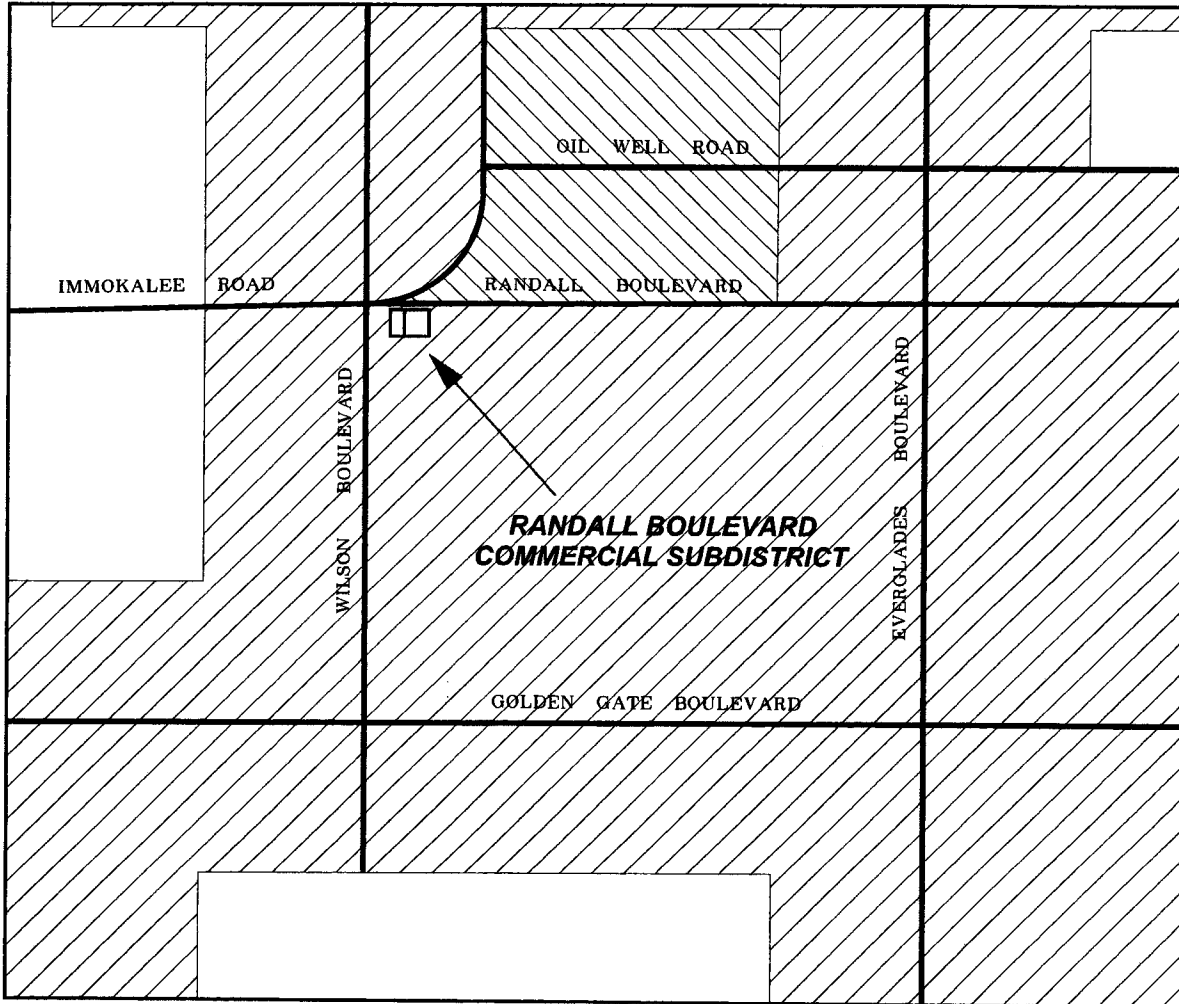 OIL WELL ROAD
IMMOKALEE ROAD
RANDALL BOULEVARD
WILSON BOULEVARD
EVERGLADES BOULEVARD
RANDALL BOULEVARD
COMMERCIAL SUBDISTRICT
GOLDEN GATE BOULEVARD